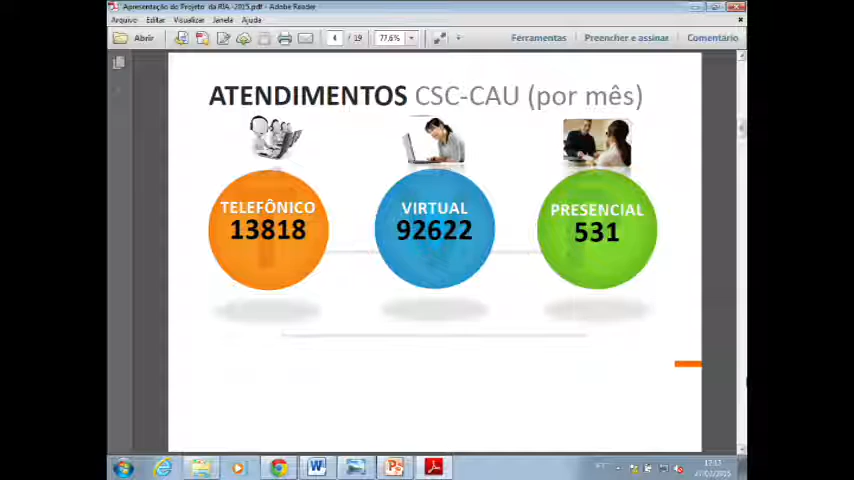 Apresentação do Projeto da RIA -2015.pdf - Adobe Reader
Arquivo Editar Visualizar Janela Ajuda
Abrir 4 / 19 77,6% Ferramentas Preencher e assinar Comentário
ATENDIMENTOS CSC-CAU (por mês)
TELEFÔNICO
13818
VIRTUAL
92622
PRESENCIAL
531